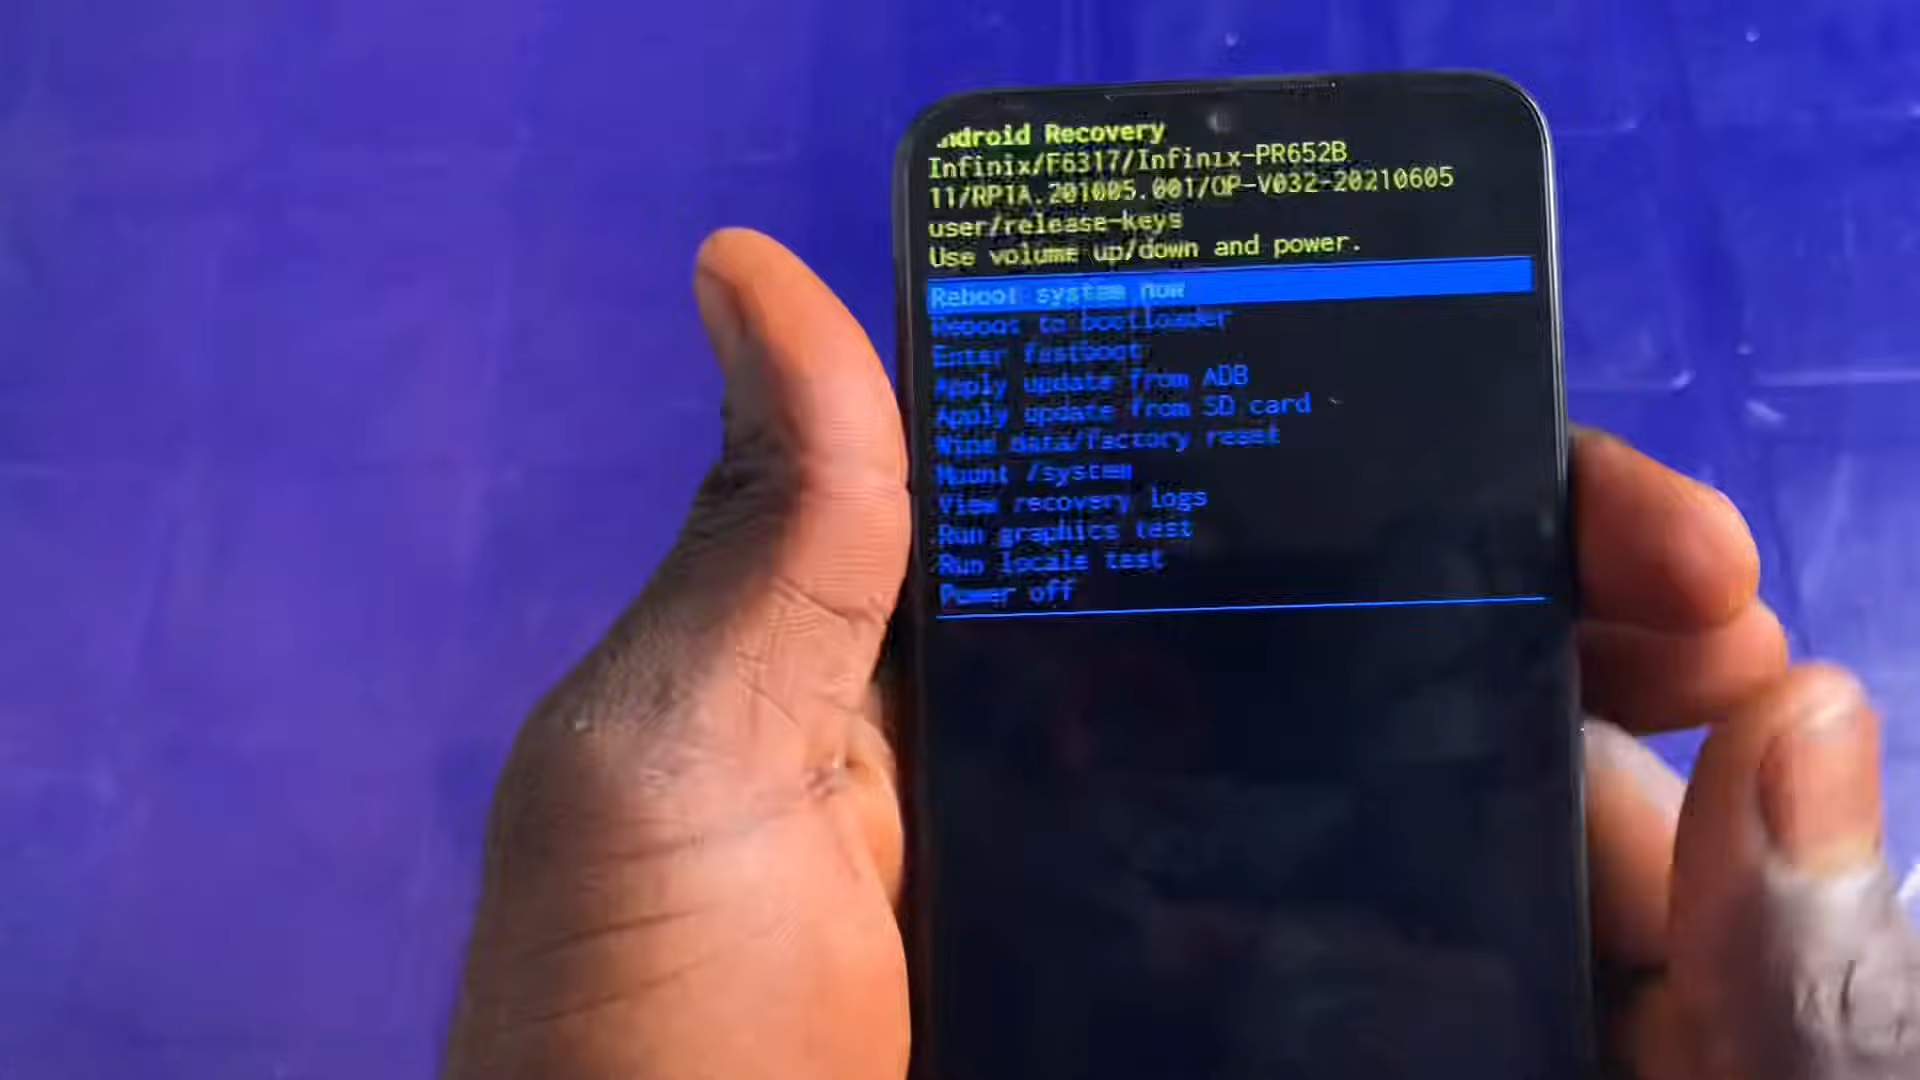 Android Recovery
Infinix/F6317/Infinix-PR652B
11/RP1A.201005.001/OP-V032-20210605
user/release-keys
Use volume up/down and power.
Reboot system now
Reboot to bootloader
Enter fastboot
Apply update from ADB
Apply update from SD card
Wipe data/factory reset
Mount /system
View recovery logs
Run graphics test
Run locale test
Power off